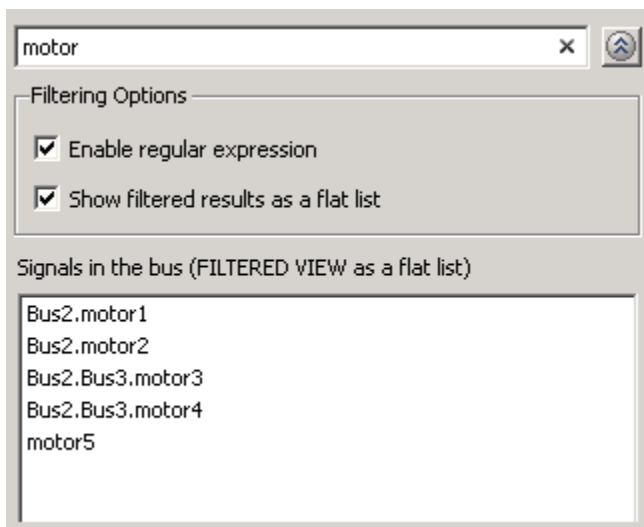 motor
Filtering Options
Enable regular expression
Show filtered results as a flat list
Signals in the bus (FILTERED VIEW as a flat list)
Bus2.motor1
Bus2.motor2
Bus2.Bus3.motor3
Bus2.Bus3.motor4
motor5